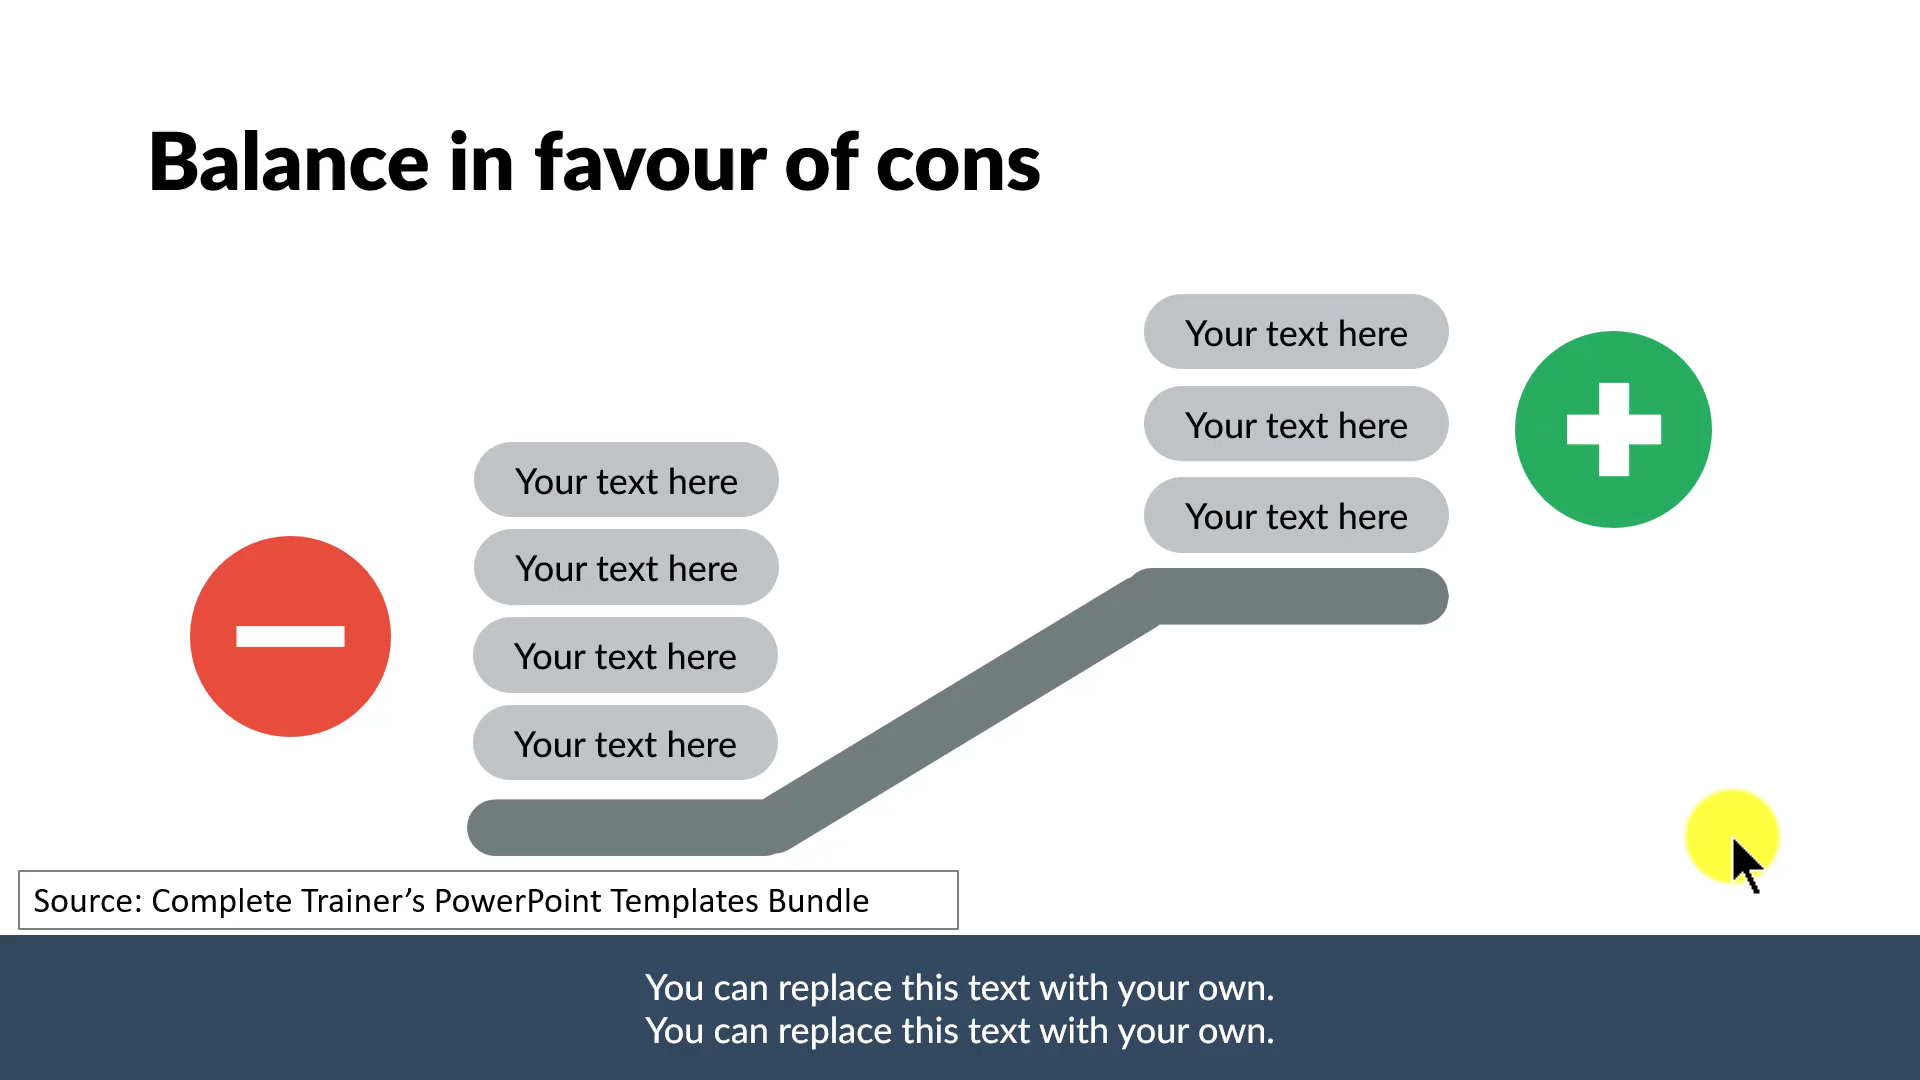 Balance in favour of cons
Your text here
Your text here
Your text here
Your text here
Your text here
Your text here
Your text here
Source: Complete Trainer’s PowerPoint Templates Bundle
You can replace this text with your own.
You can replace this text with your own.